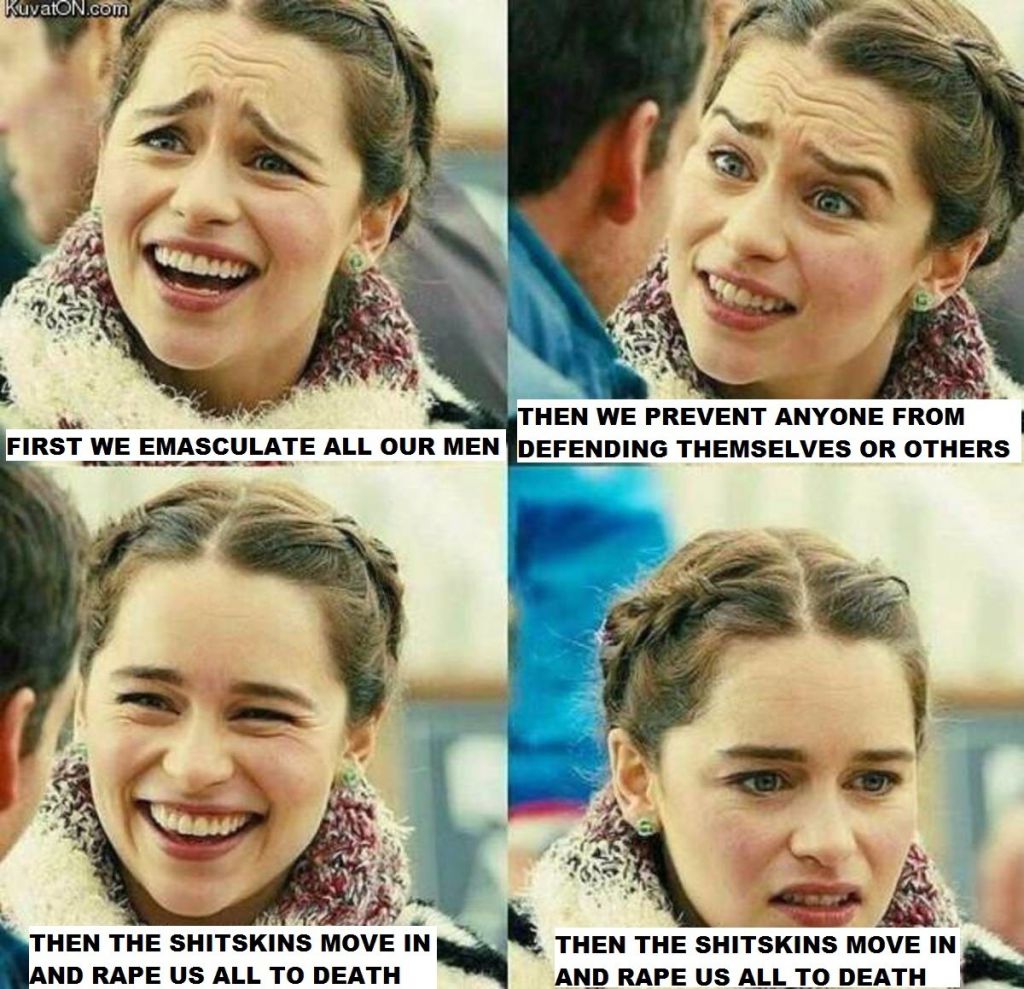 KuvatON.com
FIRST WE EMASCULATE ALL OUR MEN
THEN WE PREVENT ANYONE FROM
DEFENDING THEMSELVES OR OTHERS
THEN THE SHITSKINS MOVE IN
AND RAPE US ALL TO DEATH
THEN THE SHITSKINS MOVE IN
AND RAPE US ALL TO DEATH